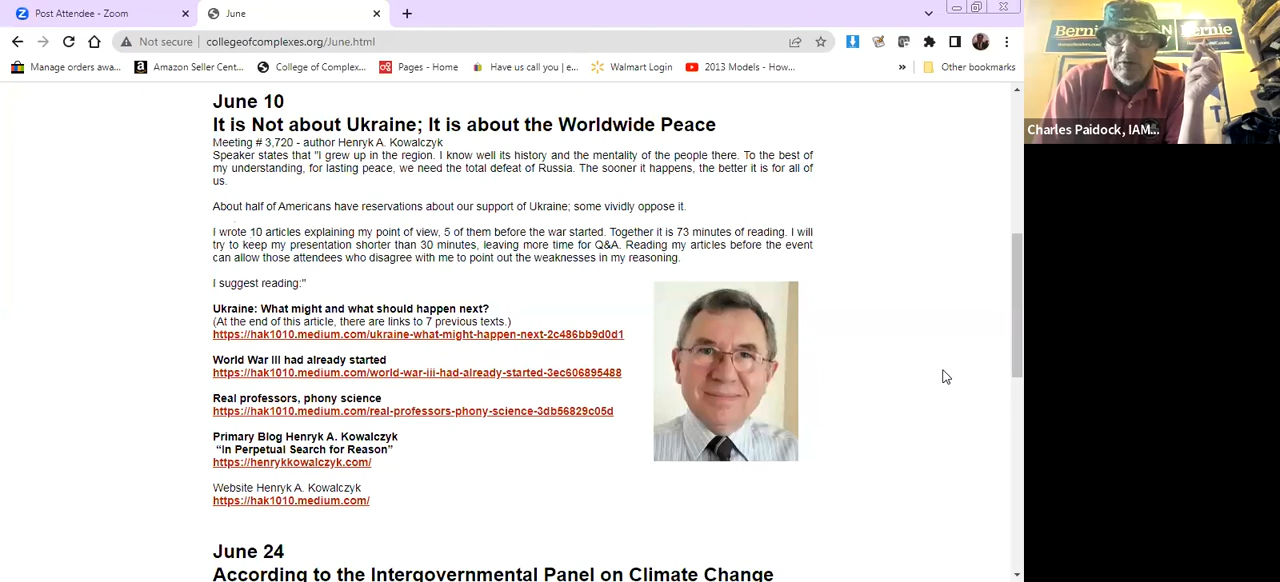 Post Attendee - Zoom
June
Not secure
collegeofcomplexes.org/June.html
Manage orders awa...
Amazon Seller Cent...
College of Complex...
Pages - Home
Have us call you | e...
Walmart Login
2013 Models - How...
»
Other bookmarks
June 10
It is Not about Ukraine; It is about the Worldwide Peace
Meeting # 3,720 - author Henryk A. Kowalczyk
Speaker states that "I grew up in the region. I know well its history and the mentality of the people there. To the best of
my understanding, for lasting peace, we need the total defeat of Russia. The sooner it happens, the better it is for all of
us.
About half of Americans have reservations about our support of Ukraine; some vividly oppose it.
I wrote 10 articles explaining my point of view, 5 of them before the war started. Together it is 73 minutes of reading. I will
try to keep my presentation shorter than 30 minutes, leaving more time for Q&A. Reading my articles before the event
can allow those attendees who disagree with me to point out the weaknesses in my reasoning.
I suggest reading:"
Ukraine: What might and what should happen next?
(At the end of this article, there are links to 7 previous texts.)
https://hak1010.medium.com/ukraine-what-might-happen-next-2c486bb9d0d1
World War III had already started
https://hak1010.medium.com/world-war-iii-had-already-started-3ec606895488
Real professors, phony science
https://hak1010.medium.com/real-professors-phony-science-3db56829c05d
Primary Blog Henryk A. Kowalczyk
“In Perpetual Search for Reason”
https://henrykkowalczyk.com/
Website Henryk A. Kowalczyk
https://hak1010.medium.com/
June 24
According to the Intergovernmental Panel on Climate Change
Charles Paidock, IAM...